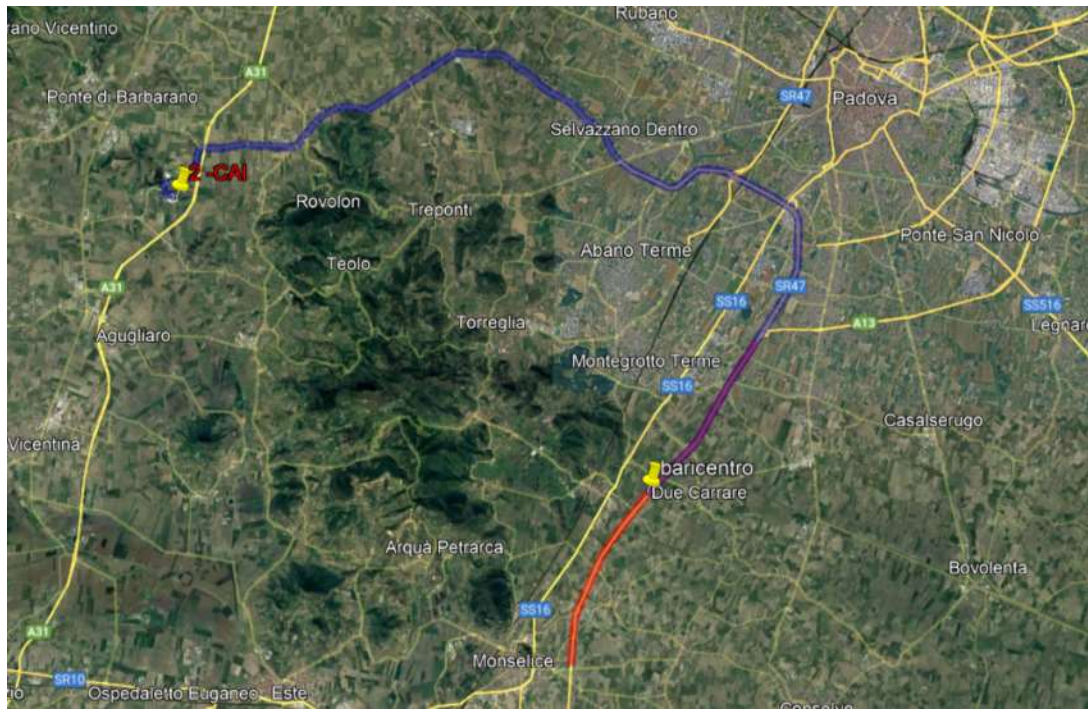 Rubano
rano Vicentino
A31
Ponte di Barbarano
SR47
Padova
Selvazzano Dentro
2 -CAI
Rovolon
Treponti
Ponte San Nicolò
Abano Terme
Teolo
A31
SR47
SS16
SS516
Torreglia
A13
Legnaro
Agugliaro
Montegrotto Terme
SS16
Casalserugo
Vicentina
baricentro
Due Carrare
Arquà Petrarca
Bovolenta
SS16
A31
Monselice
SR10
zio
Ospedaletto Euganeo
Este
Conselve